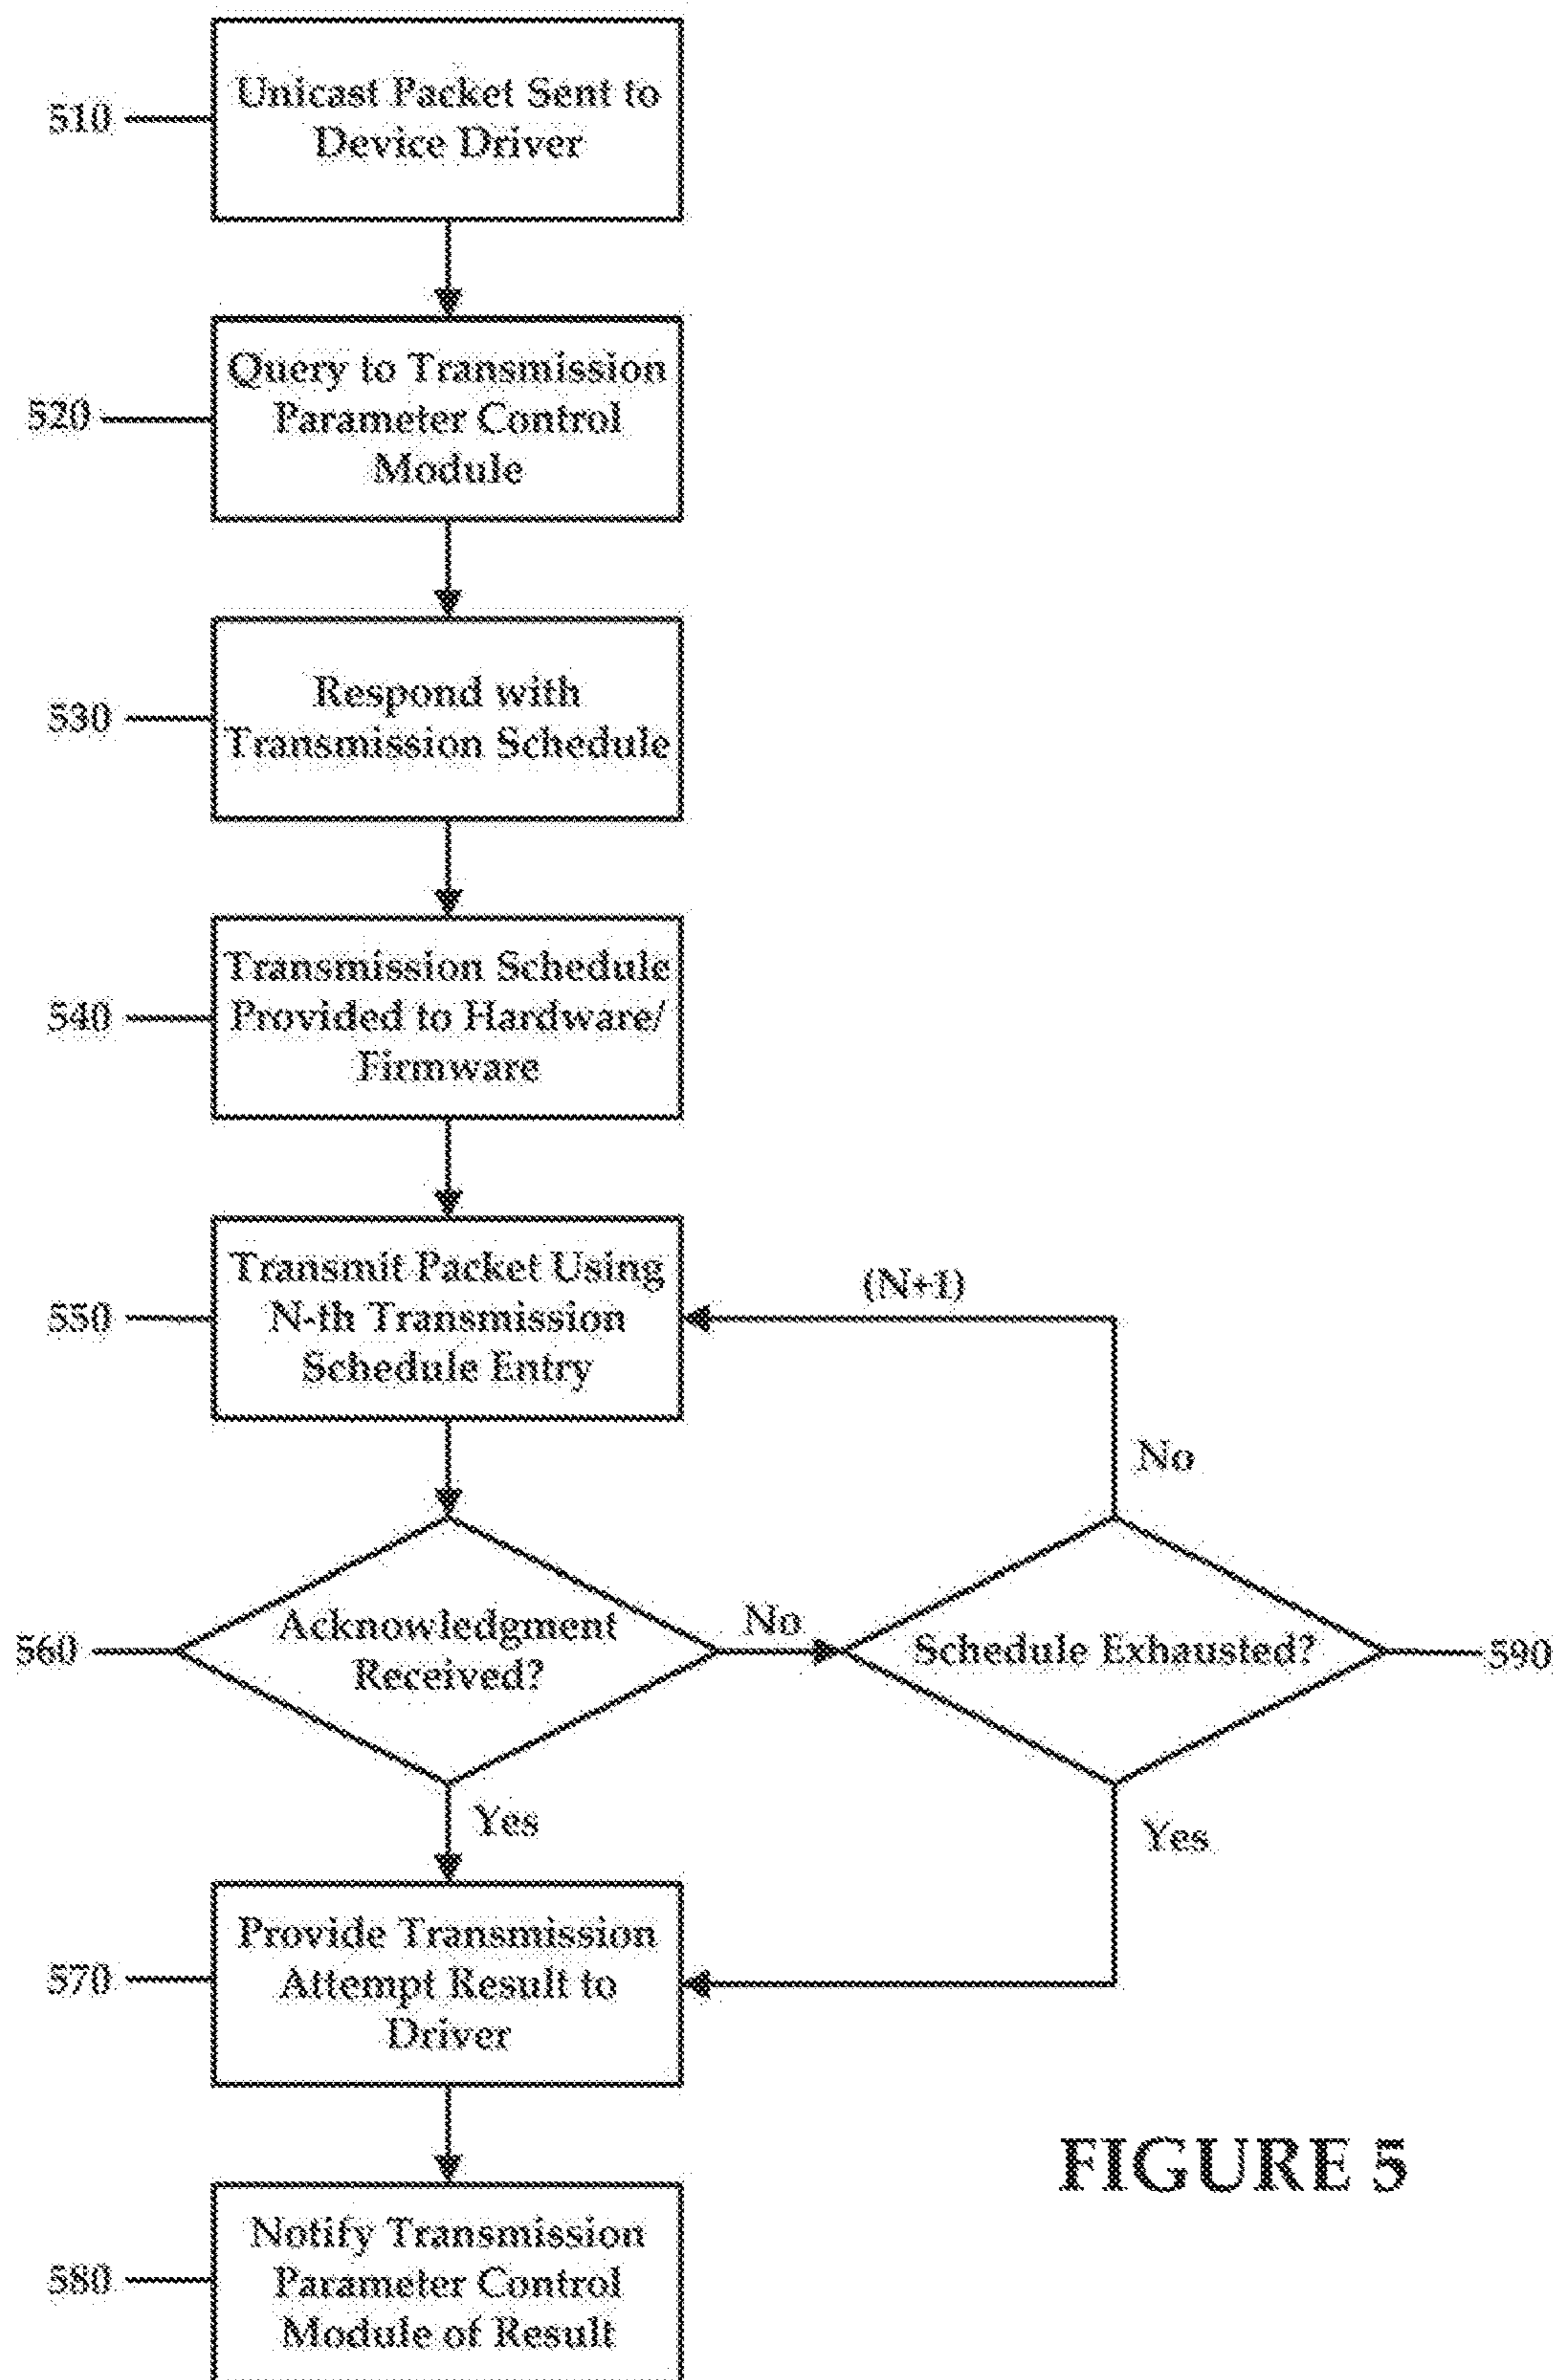 510
Unicast Packet Sent to
Device Driver
520
Query to Transmission
Parameter Control
Module
530
Respond with
Transmission Schedule
540
Transmission Schedule
Provided to Hardware/
Firmware
550
Transmit Packet Using
N-th Transmission
Schedule Entry
(N+1)
No
560
Acknowledgment
Received?
No
Schedule Exhausted?
590
Yes
Yes
570
Provide Transmission
Attempt Result to
Driver
580
Notify Transmission
Parameter Control
Module of Result
FIGURE 5